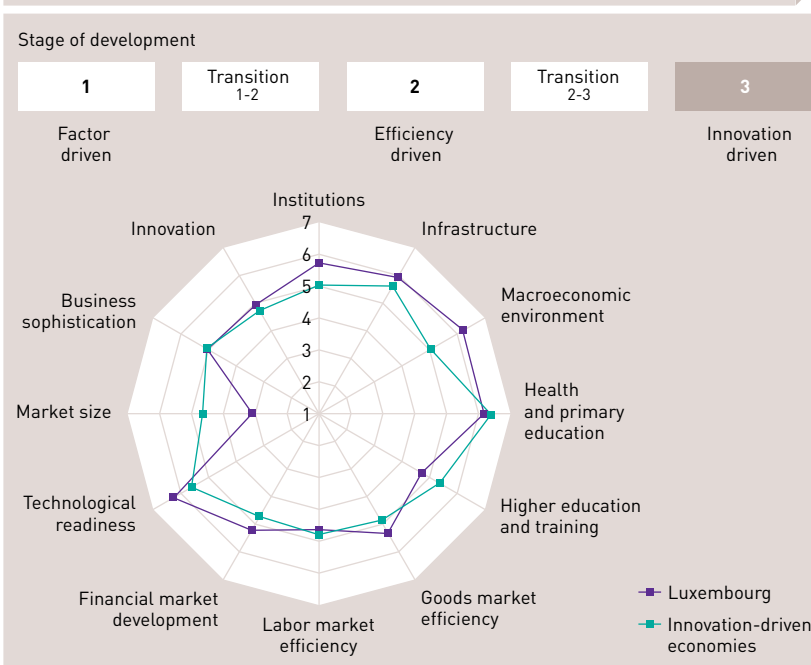 Stage of development
1
Transition
1-2
2
Transition
2-3
3
Factor
driven
Efficiency
driven
Innovation
driven
Institutions
7
6
5
4
3
2
1
Infrastructure
Macroeconomic
environment
Health
and primary
education
Higher education
and training
Goods market
efficiency
Labor market
efficiency
Financial market
development
Technological
readiness
Market size
Business
sophistication
Innovation
Luxembourg
Innovation-driven
economies